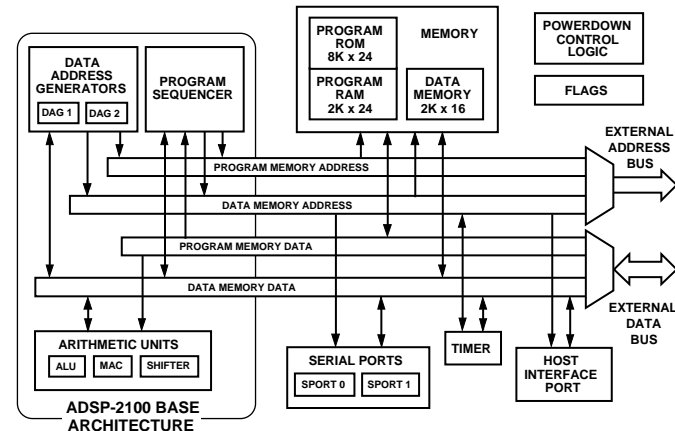 DATA
ADDRESS
GENERATORS
DAG 1
DAG 2
PROGRAM
SEQUENCER
PROGRAM
ROM
8K x 24
MEMORY
PROGRAM
RAM
2K x 24
DATA
MEMORY
2K x 16
POWERDOWN
CONTROL
LOGIC
FLAGS
EXTERNAL
ADDRESS
BUS
PROGRAM MEMORY ADDRESS
DATA MEMORY ADDRESS
PROGRAM MEMORY DATA
DATA MEMORY DATA
EXTERNAL
DATA
BUS
ARITHMETIC UNITS
ALU
MAC
SHIFTER
SERIAL PORTS
SPORT 0
SPORT 1
TIMER
HOST
INTERFACE
PORT
ADSP-2100 BASE
ARCHITECTURE